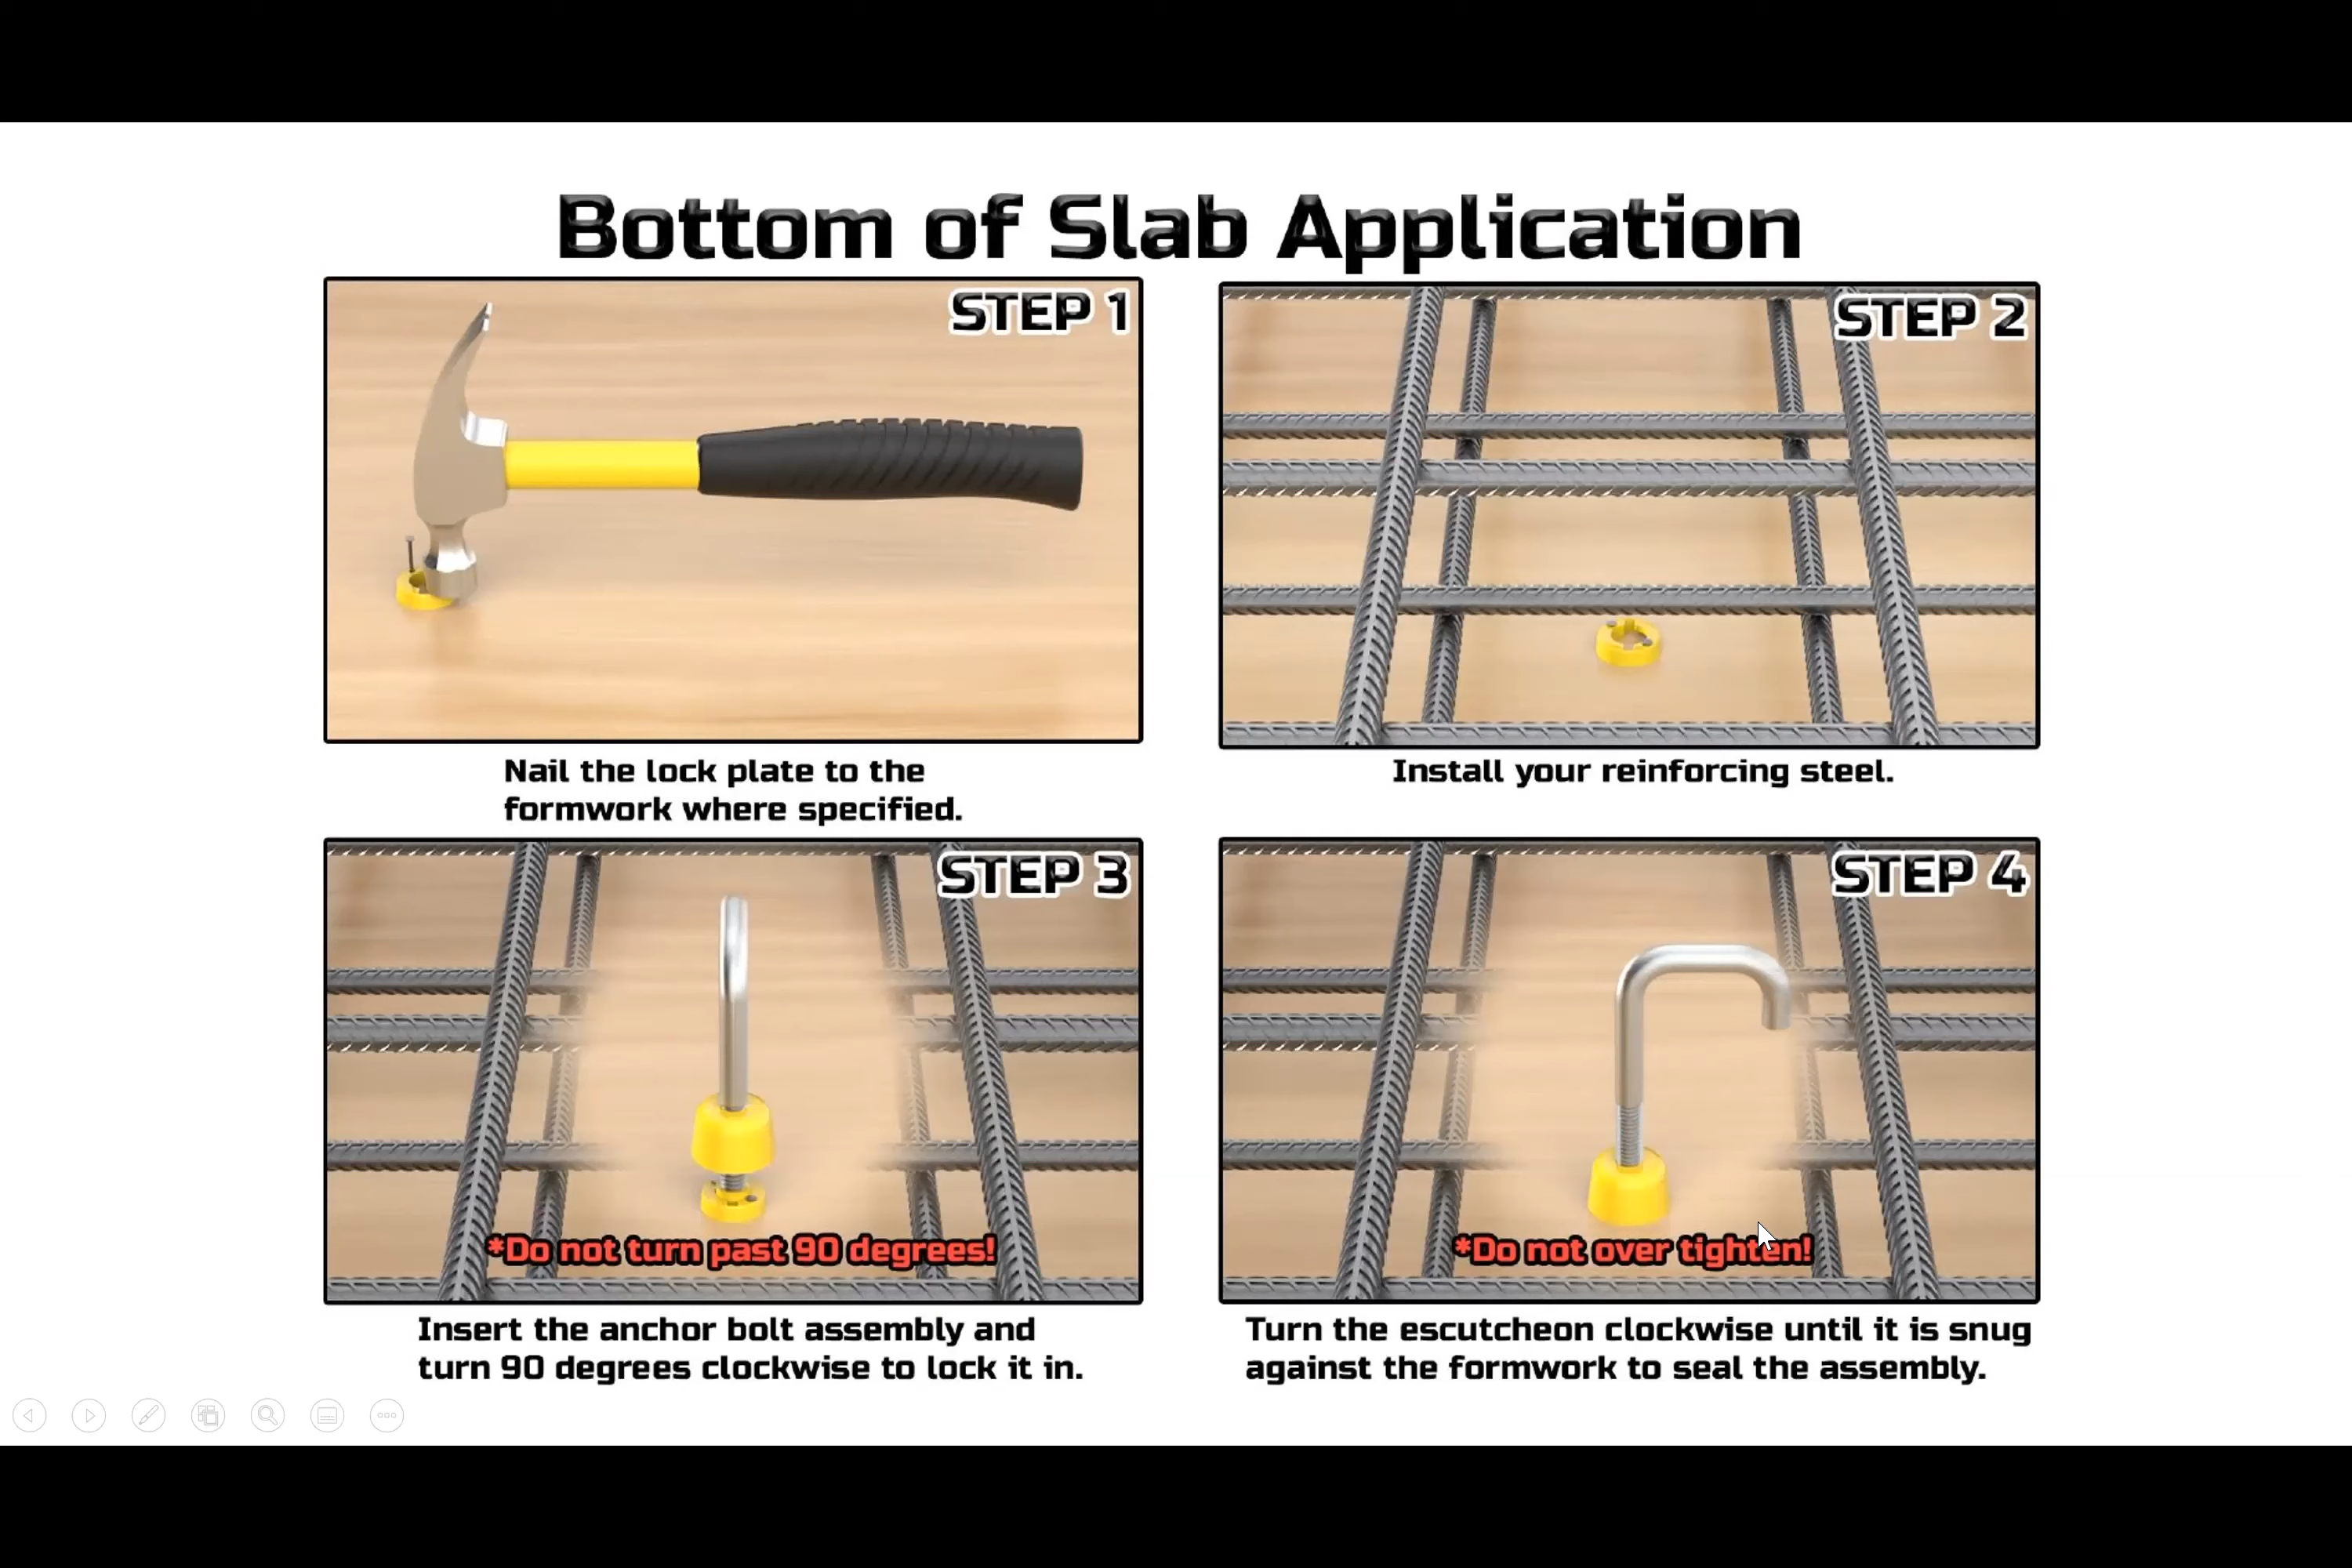 Bottom of Slab Application
STEP 1
STEP 2
Nail the lock plate to the
formwork where specified.
Install your reinforcing steel.
STEP 3
STEP 4
*Do not turn past 90 degrees!
*Do not over tighten!
Insert the anchor bolt assembly and
turn 90 degrees clockwise to lock it in.
Turn the escutcheon clockwise until it is snug
against the formwork to seal the assembly.